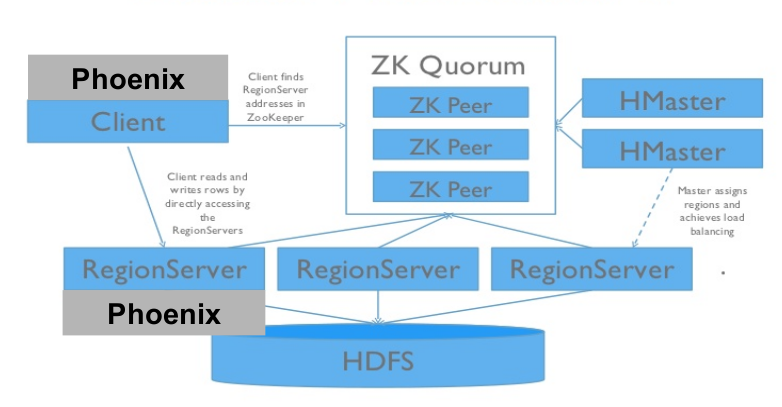 Phoenix
Client
Client finds
RegionServer
addresses in
ZooKeeper
ZK Quorum
ZK Peer
ZK Peer
ZK Peer
HMaster
HMaster
Client reads and
writes rows by
directly accessing
the
RegionServers
Master assigns
regions and
achieves load
balancing
RegionServer
RegionServer
RegionServer
Phoenix
HDFS